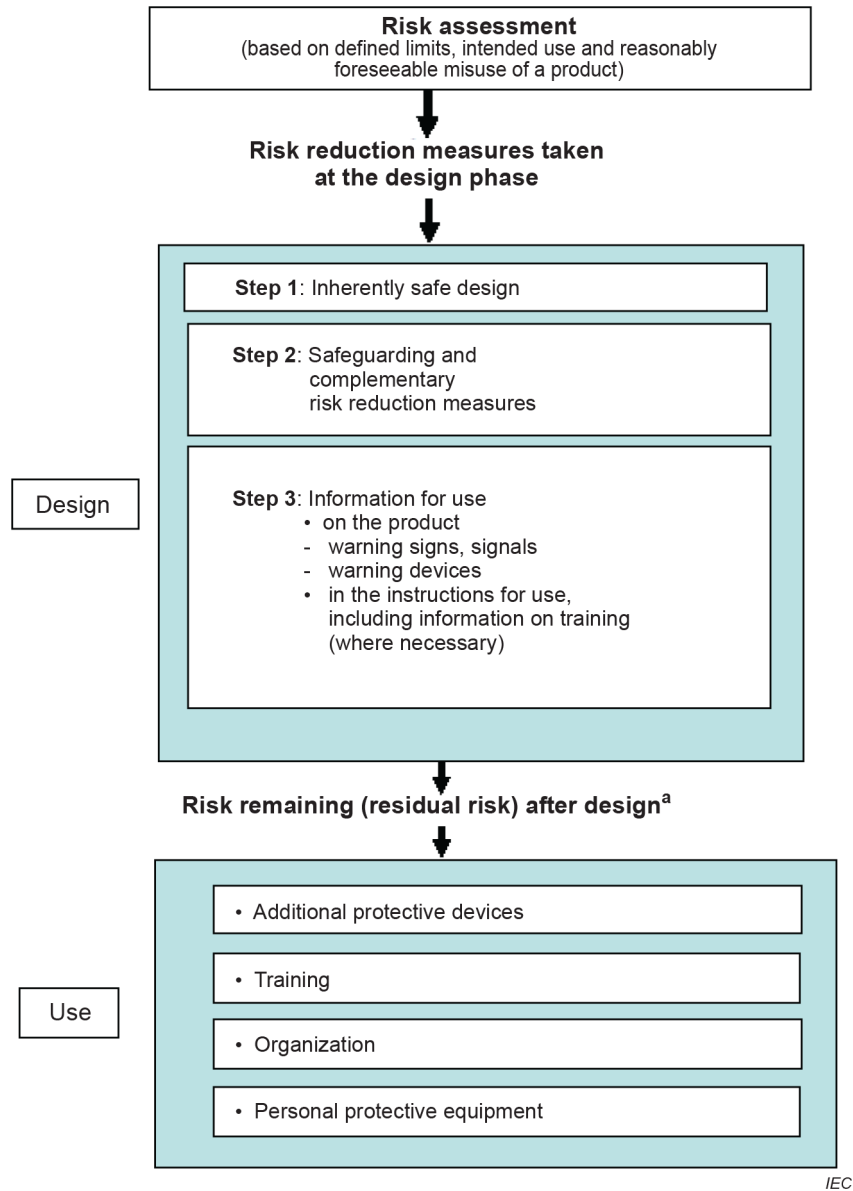 Risk assessment
(based on defined limits, intended use and reasonably
foreseeable misuse of a product)
Risk reduction measures taken
at the design phase
Step 1: Inherently safe design
Step 2: Safeguarding and
complementary
risk reduction measures
Design
Step 3: Information for use
• on the product
- warning signs, signals
- warning devices
• in the instructions for use,
including information on training
(where necessary)
Risk remaining (residual risk) after designᵃ
• Additional protective devices
• Training
Use
• Organization
• Personal protective equipment
IEC